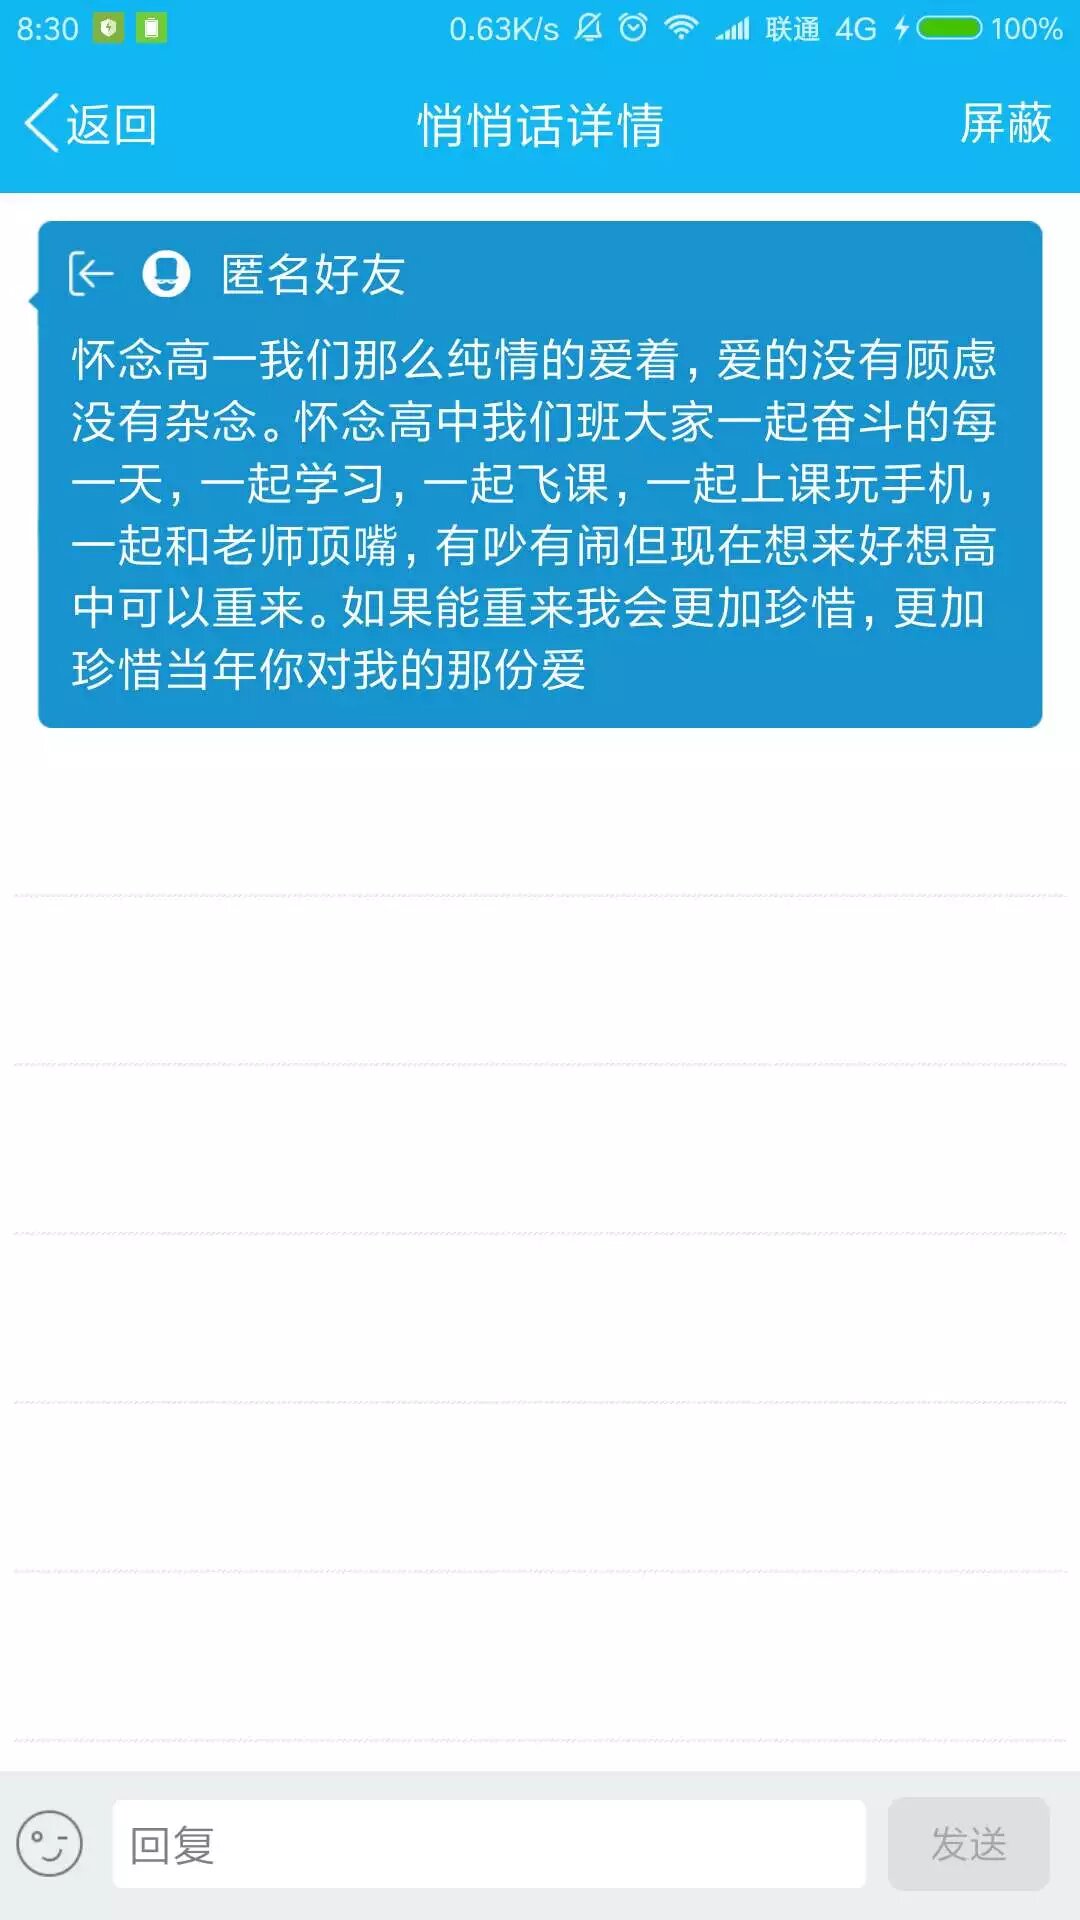 8:30 0.63K/s 联通 4G 100%
返回 悄悄话详情 屏蔽
匿名好友
怀念高一我们那么纯情的爱着，爱的没有顾虑
没有杂念。怀念高中我们班大家一起奋斗的每
一天，一起学习，一起飞课，一起上课玩手机，
一起和老师顶嘴，有吵有闹但现在想来好想高
中可以重来。如果能重来我会更加珍惜，更加
珍惜当年你对我的那份爱
回复 发送